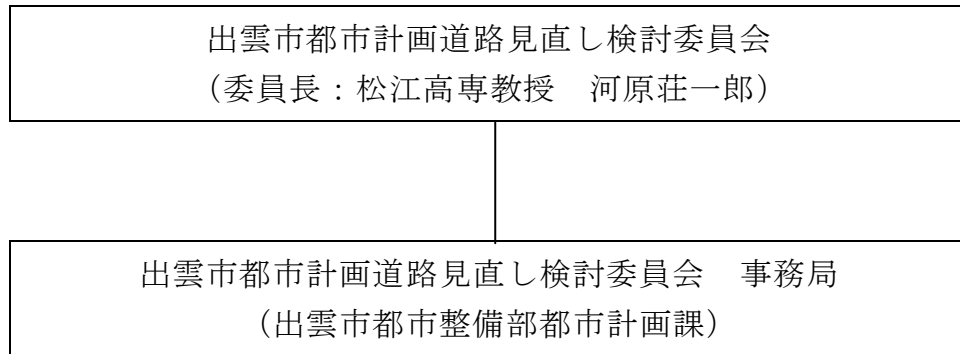 出雲市都市計画道路見直し検討委員会
（委員長：松江高専教授　河原荘一郎）
出雲市都市計画道路見直し検討委員会　事務局
（出雲市都市整備部都市計画課）